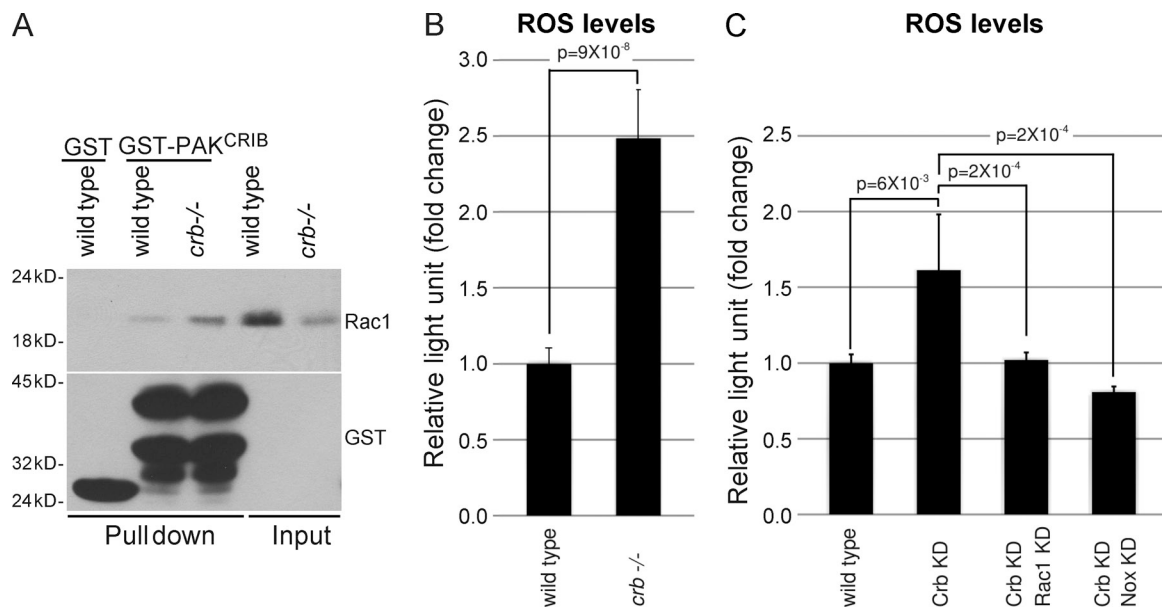 A
GST GST-PAK^CRIB
wild type
wild type
crb-/-
wild type
crb-/-
24kD-
Rac1
18kD-
45kD-
GST
32kD-
24kD-
Pull down Input
B
ROS levels
p=9X10^-8
Relative light unit (fold change)
3.0
2.5
2.0
1.5
1.0
0.5
0.0
wild type
crb -/-
C
ROS levels
p=2X10^-4
p=6X10^-3
p=2X10^-4
Relative light unit (fold change)
2.5
2.0
1.5
1.0
0.5
0.0
wild type
Crb KD
Crb KD
Rac1 KD
Crb KD
Nox KD